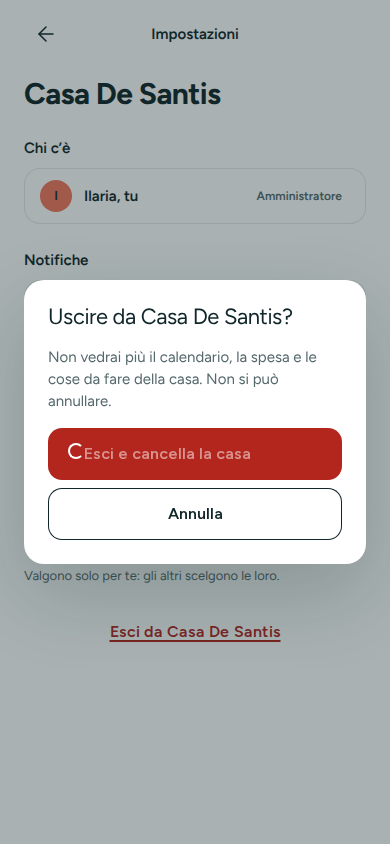 Impostazioni
Casa De Santis
Chi c’è
I
Ilaria, tu
Amministratore
Notifiche
Uscire da Casa De Santis?
Non vedrai più il calendario, la spesa e le
cose da fare della casa. Non si può
annullare.
Esci e cancella la casa
Annulla
Valgono solo per te: gli altri scelgono le loro.
Esci da Casa De Santis